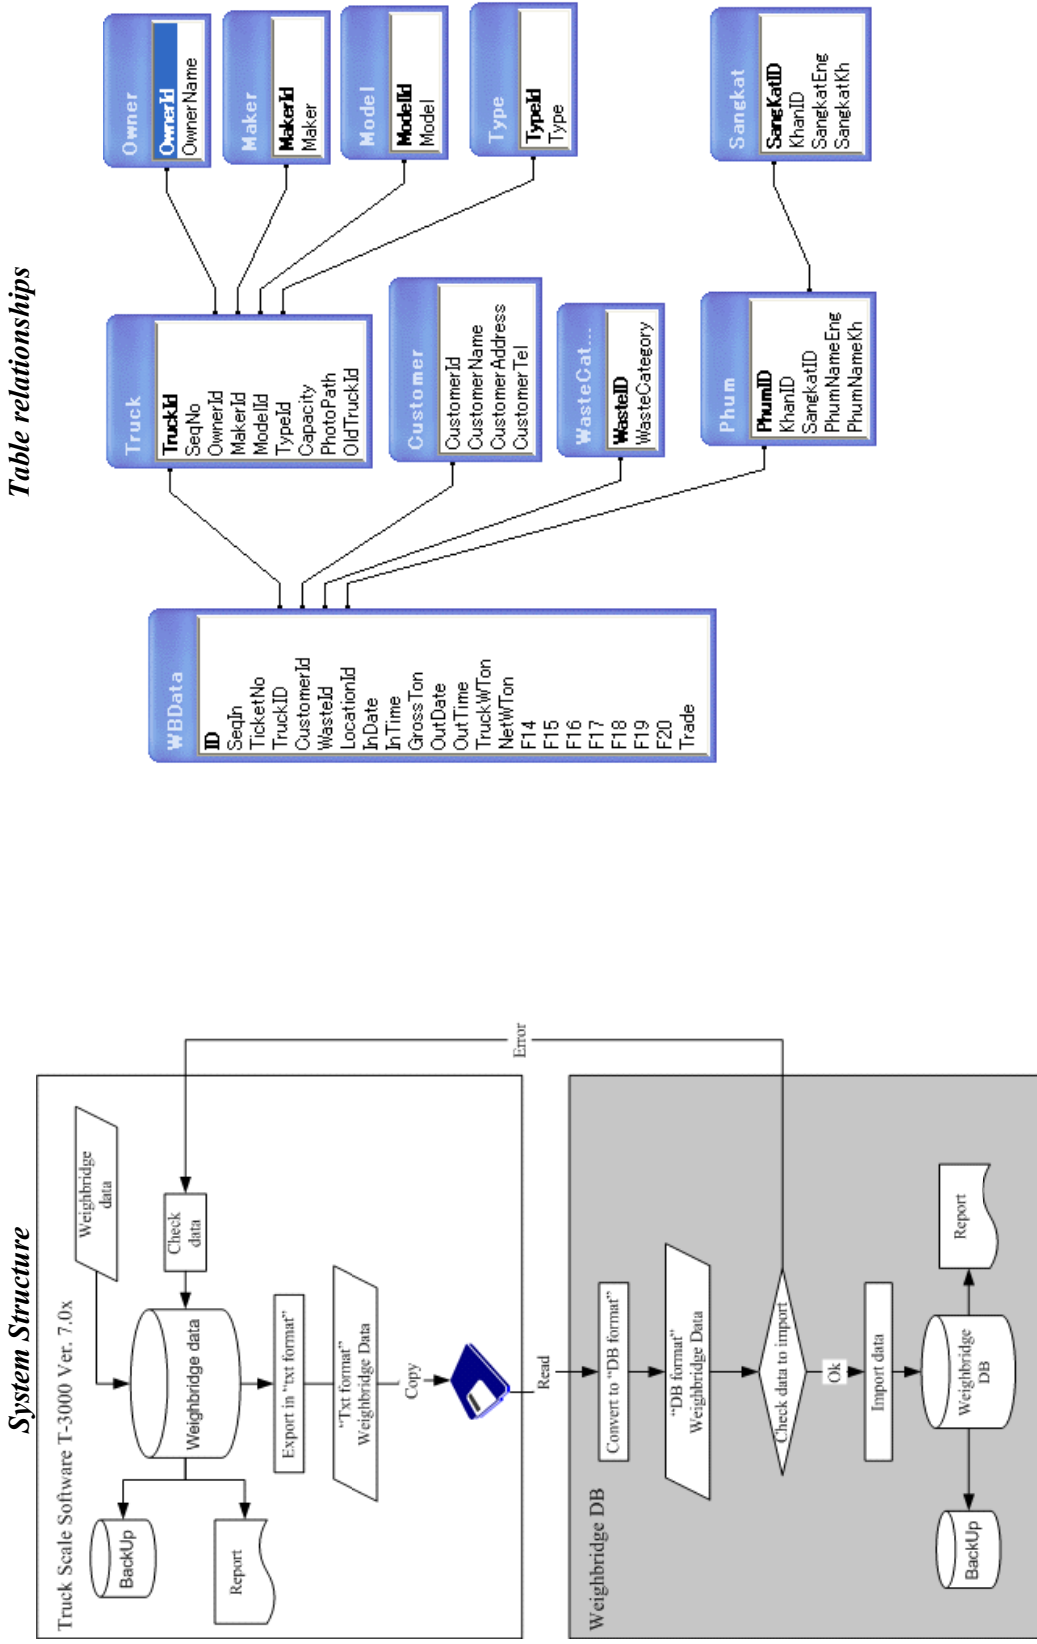 System Structure
Truck Scale Software T-3000 Ver. 7.0x
Weighbridge
data
Check
data
Weighbridge data
BackUp
Report
Export in “txt format”
“Txt format”
Weighbridge Data
Copy
Read
Error
Weighbridge DB
Convert to “DB format”
“DB format”
Weighbridge Data
Check data to import
Ok
Import data
Weighbridge
DB
BackUp
Report
Table relationships
WBData
ID
SeqIn
TicketNo
TruckID
CustomerId
WasteId
LocationId
InDate
InTime
GrossTon
OutDate
OutTime
TruckWTon
NetWTon
F14
F15
F16
F17
F18
F19
F20
Trade
Truck
TruckId
SeqNo
OwnerId
MakerId
ModelId
TypeId
Capacity
PhotoPath
OldTruckId
Customer
CustomerId
CustomerName
CustomerAddress
CustomerTel
WasteCat...
WasteID
WasteCategory
Phum
PhumID
KhanID
SangkatID
PhumNameEng
PhumNameKh
Owner
OwnerId
OwnerName
Maker
MakerId
Maker
Model
ModelId
Model
Type
TypeId
Type
Sangkat
SangKatID
KhanID
SangkatEng
SangkatKh